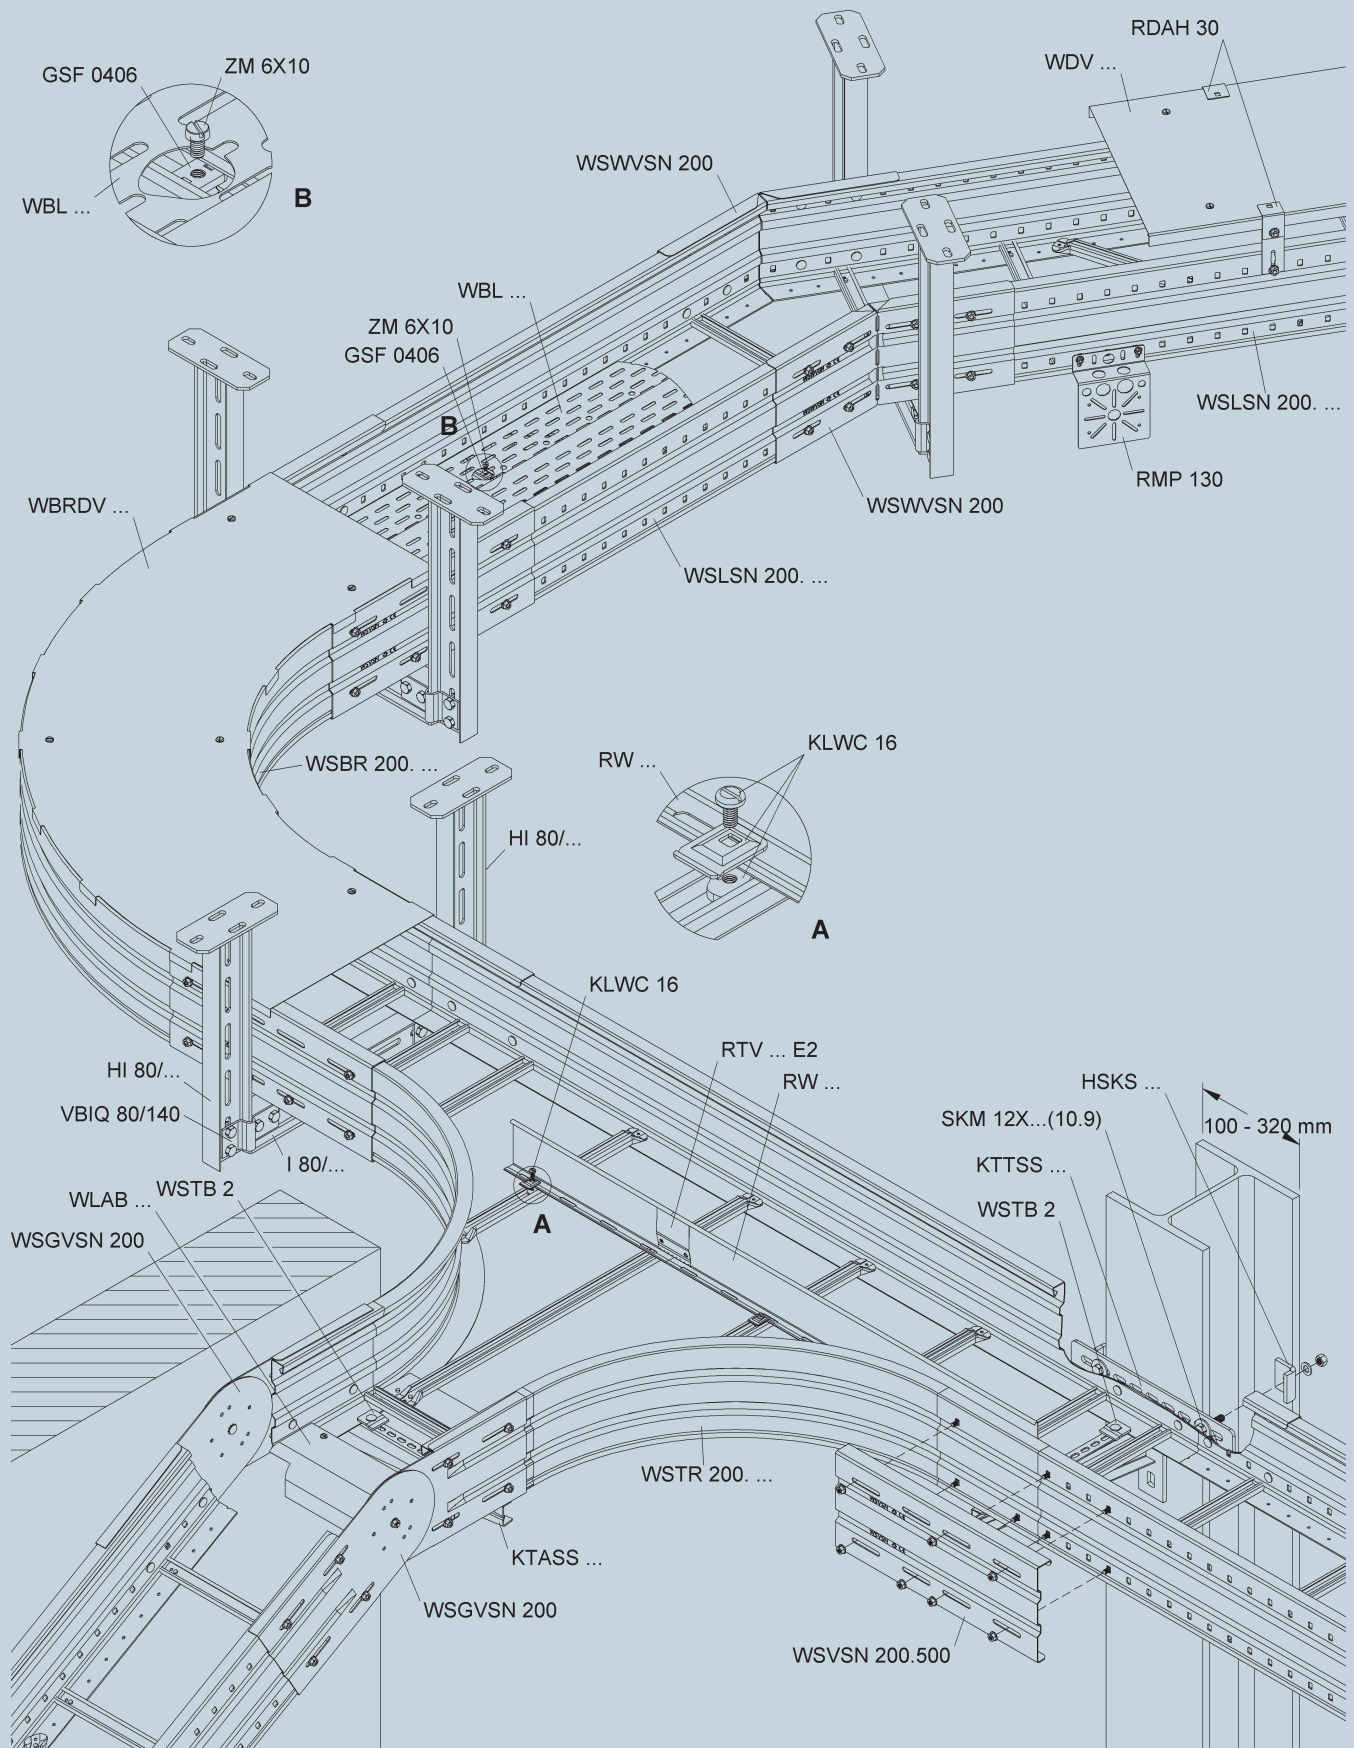 RDAH 30
WDV ...
ZM 6X10
GSF 0406
WSWVSN 200
B
WBL ...
WBL ...
ZM 6X10
GSF 0406
B
WSLSN 200. ...
RMP 130
WBRDV ...
WSWVSN 200
WSLSN 200. ...
KLWC 16
RW ...
WSBR 200. ...
HI 80/...
A
KLWC 16
RTV ... E2
HI 80/...
RW ...
HSKS ...
VBIQ 80/140
SKM 12X...(10.9)
100 - 320 mm
I 80/...
KTTSS ...
WSTB 2
WLAB ...
WSTB 2
A
WSGVSN 200
WSTR 200. ...
KTASS ...
WSGVSN 200
WSVSN 200.500